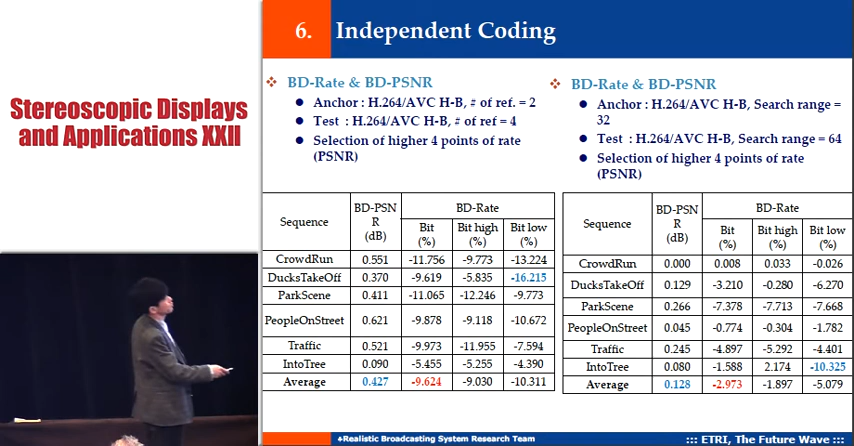 Stereoscopic Displays
and Applications XXII
6. Independent Coding
❖ BD-Rate & BD-PSNR
● Anchor : H.264/AVC H-B, # of ref. = 2
● Test : H.264/AVC H-B, # of ref = 4
● Selection of higher 4 points of rate
(PSNR)
Sequence BD-PSN R (dB) BD-Rate
Bit (%) Bit high (%) Bit low (%)
CrowdRun 0.551 -11.756 -9.773 -13.224
DucksTakeOff 0.370 -9.619 -5.835 -16.215
ParkScene 0.411 -11.065 -12.246 -9.773
PeopleOnStreet 0.621 -9.878 -9.118 -10.672
Traffic 0.521 -9.973 -11.955 -7.594
IntoTree 0.090 -5.455 -5.255 -4.390
Average 0.427 -9.624 -9.030 -10.311
❖ BD-Rate & BD-PSNR
● Anchor : H.264/AVC H-B, Search range =
32
● Test : H.264/AVC H-B, Search range = 64
● Selection of higher 4 points of rate
(PSNR)
Sequence BD-PSN R (dB) BD-Rate
Bit (%) Bit high (%) Bit low (%)
CrowdRun 0.000 0.008 0.033 -0.026
DucksTakeOff 0.129 -3.210 -0.280 -6.270
ParkScene 0.266 -7.378 -7.713 -7.668
PeopleOnStreet 0.045 -0.774 -0.304 -1.782
Traffic 0.245 -4.897 -5.292 -4.401
IntoTree 0.080 -1.588 2.174 -10.325
Average 0.128 -2.973 -1.897 -5.079
♠Realistic Broadcasting System Research Team
::: ETRI, The Future Wave :::